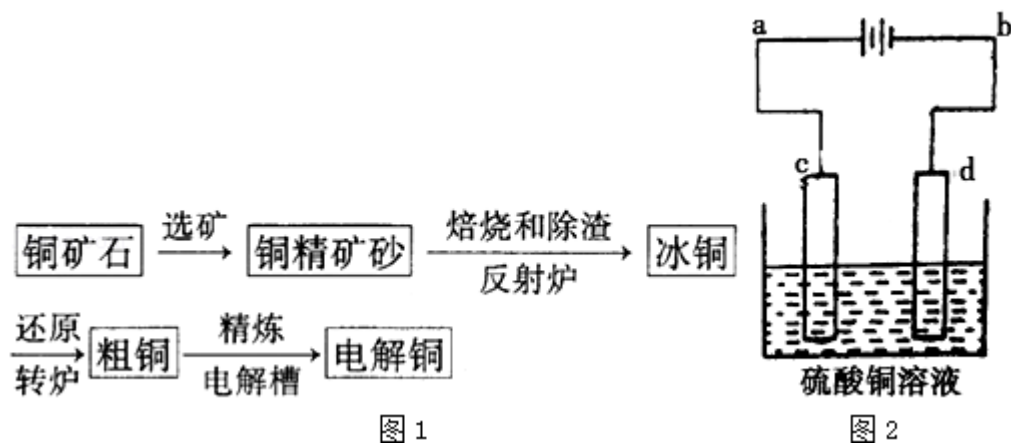 a b
c d
选矿 焙烧和除渣
铜矿石 铜精矿砂 冰铜
反射炉
还原 精炼
粗铜 电解铜
转炉 电解槽
硫酸铜溶液
图1 图2